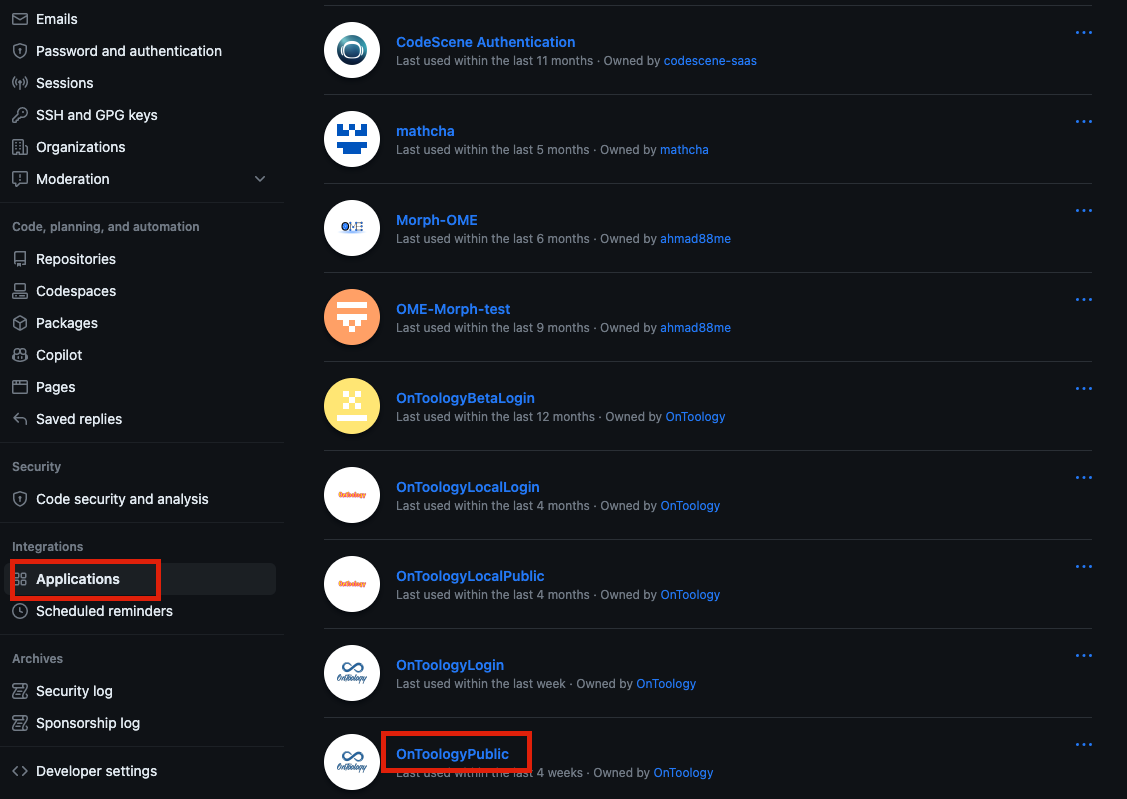 Emails
Password and authentication
Sessions
SSH and GPG keys
Organizations
Moderation
Code, planning, and automation
Repositories
Codespaces
Packages
Copilot
Pages
Saved replies
Security
Code security and analysis
Integrations
Applications
Scheduled reminders
Archives
Security log
Sponsorship log
Developer settings
CodeScene Authentication
Last used within the last 11 months · Owned by codescene-saas
mathcha
Last used within the last 5 months · Owned by mathcha
OME
Morph-OME
Last used within the last 6 months · Owned by ahmad88me
OME-Morph-test
Last used within the last 9 months · Owned by ahmad88me
OnToologyBetaLogin
Last used within the last 12 months · Owned by OnToology
OnToology
OnToologyLocalLogin
Last used within the last 4 months · Owned by OnToology
OnToology
OnToologyLocalPublic
Last used within the last 4 months · Owned by OnToology
OnToology
OnToologyLogin
Last used within the last week · Owned by OnToology
OnToology
OnToologyPublic
Last used within the last 4 weeks · Owned by OnToology